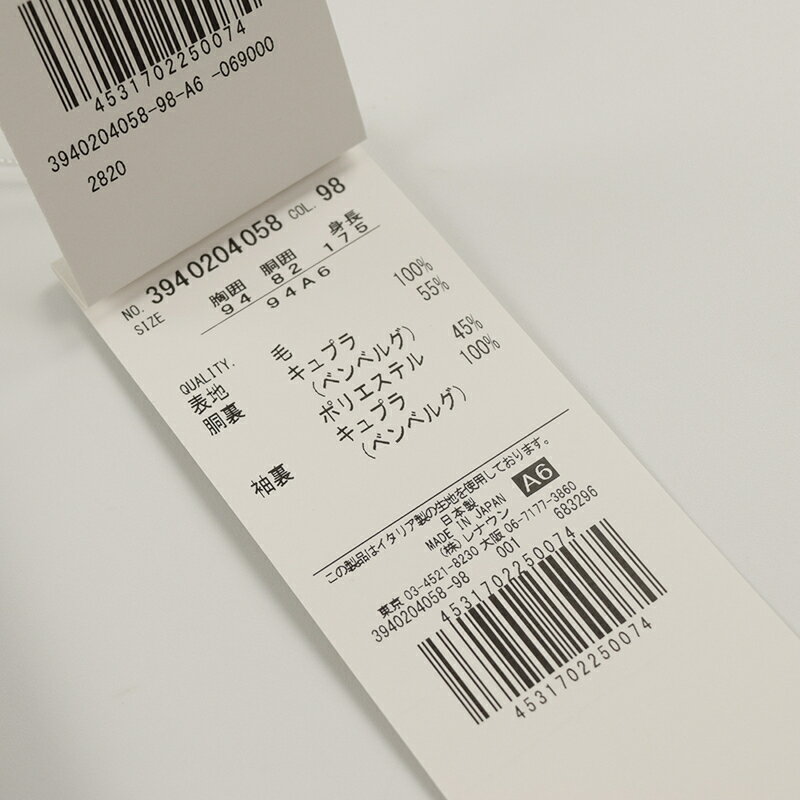 4531702250074
3940204058-98-A6 -069000
2820
NO. 3940204058 COL. 98
SIZE 胸囲 胴囲 身長
94 82 175
94A6
QUALITY.
表地 毛 100%
胴裏 キュプラ 55%
(ベンベルグ)
ポリエステル 45%
袖裏 キュプラ 100%
(ベンベルグ)
この製品はイタリア製の生地を使用しております。
日本製 A6
MADE IN JAPAN
(株)レナウン
東京 03-4521-8230 大阪 06-7177-3860
3940204058-98 001 683296
4531702250074
4531702250074